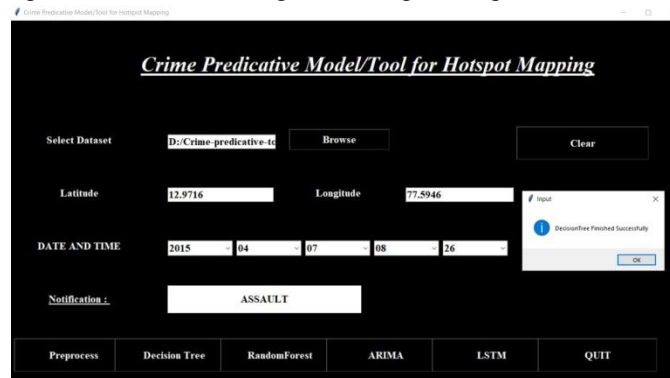 Crime Predicative Model/Tool for Hotspot Mapping
Crime Predicative Model/Tool for Hotspot Mapping
Select Dataset D:/Crime-predicative-to Browse Clear
Latitude 12.9716 Longitude 77.5946
Input
DecisionTree Finished Successfully
OK
DATE AND TIME 2015 04 07 08 26
Notification : ASSAULT
Preprocess Decision Tree RandomForest ARIMA LSTM QUIT